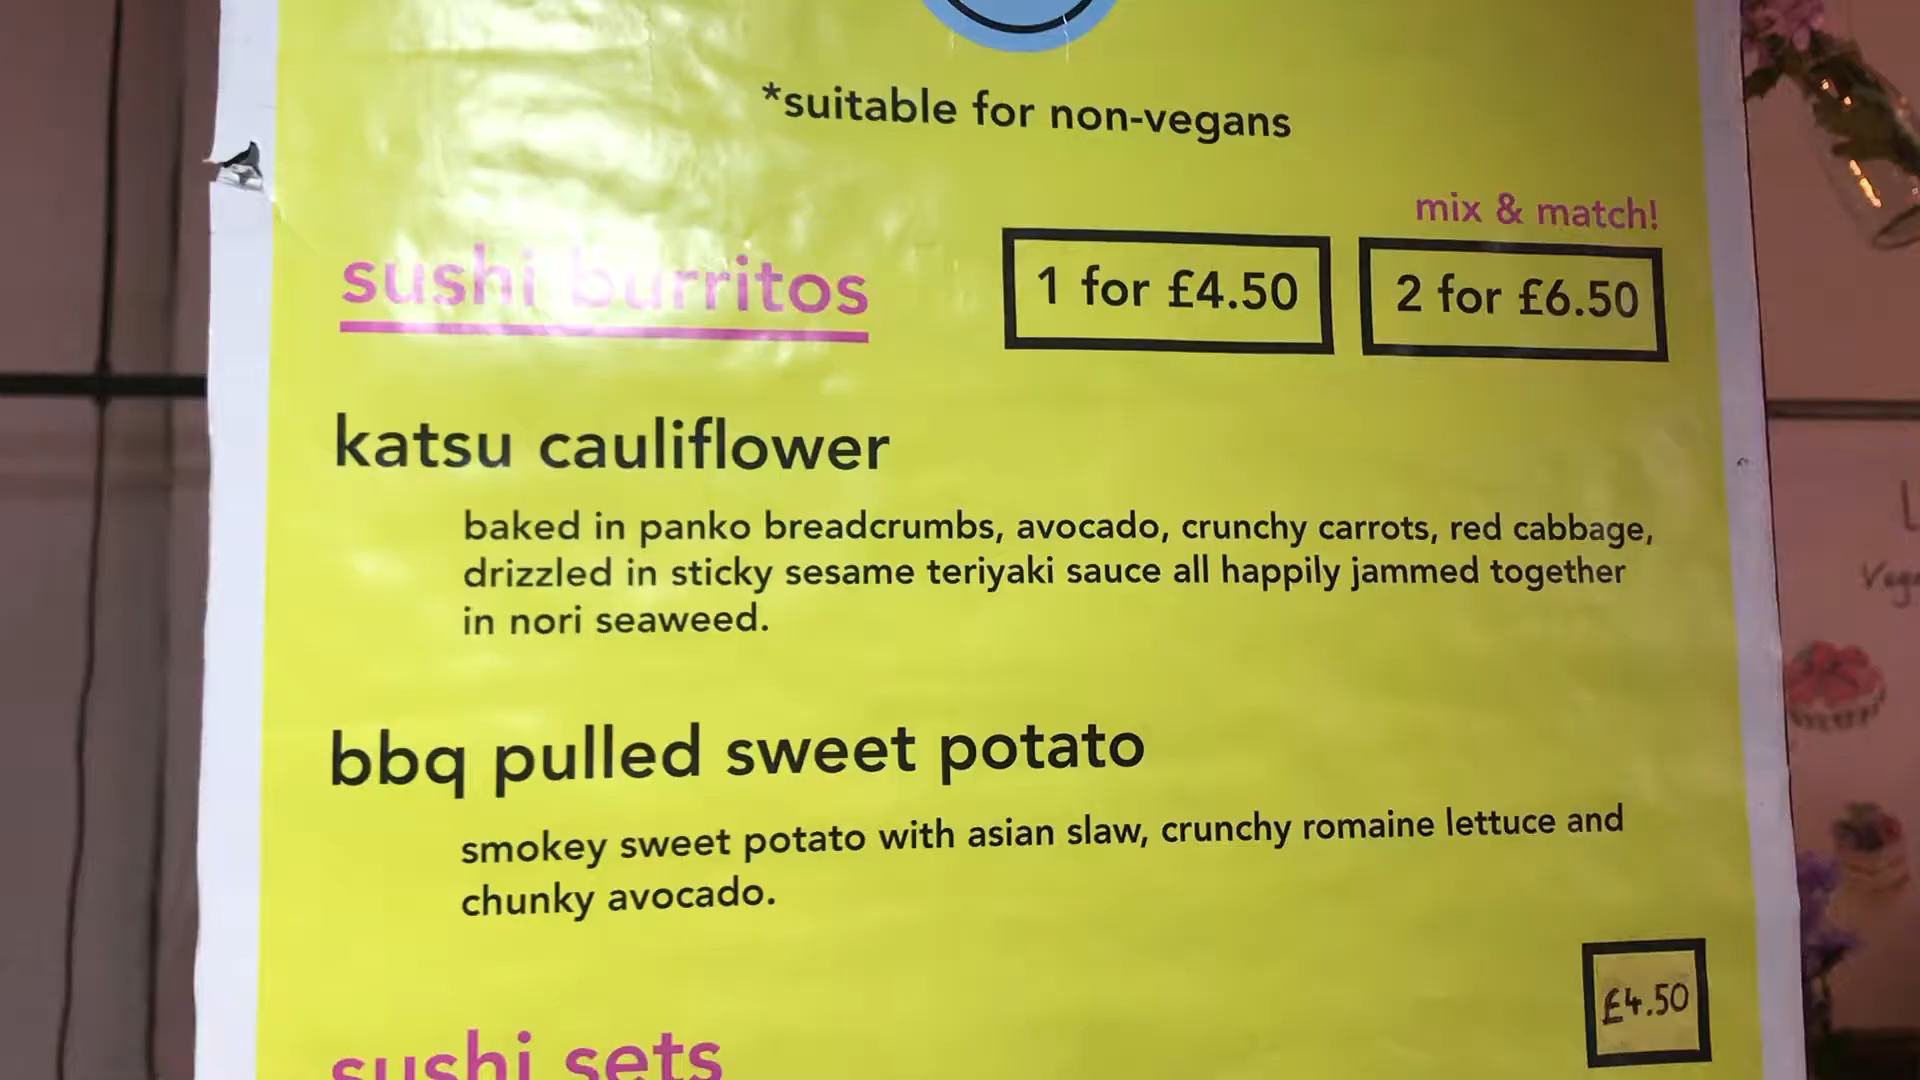 *suitable for non-vegans
mix & match!
sushi burritos
1 for £4.50
2 for £6.50
katsu cauliflower
baked in panko breadcrumbs, avocado, crunchy carrots, red cabbage,
drizzled in sticky sesame teriyaki sauce all happily jammed together
in nori seaweed.
bbq pulled sweet potato
smokey sweet potato with asian slaw, crunchy romaine lettuce and
chunky avocado.
£4.50
sushi sets